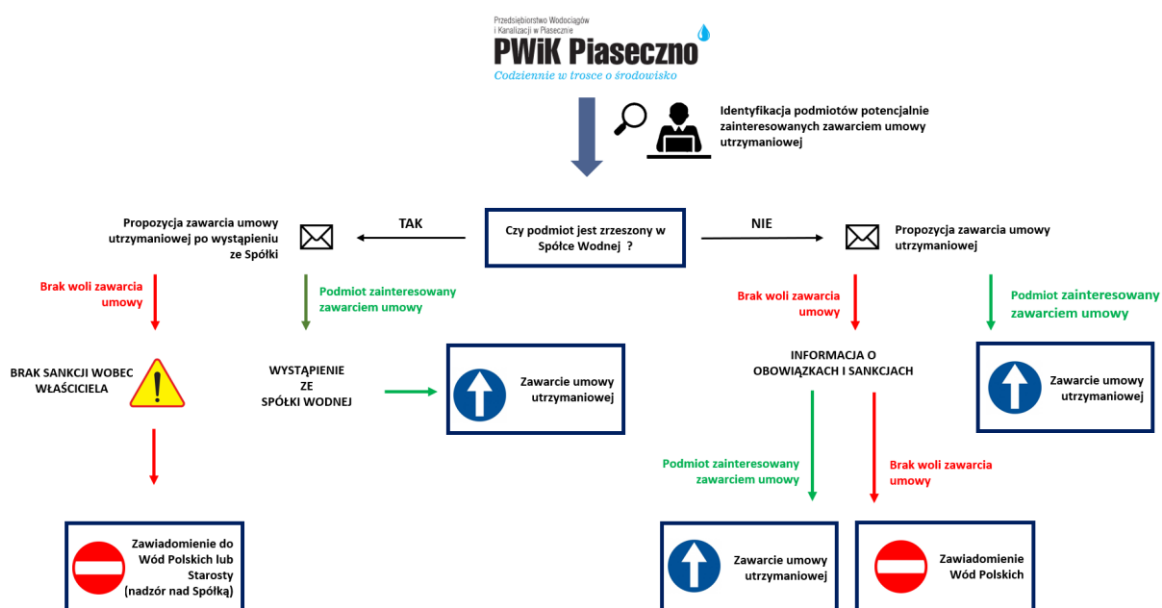 Przedsiębiorstwo Wodociągów
i Kanalizacji w Piasecznie
PWiK Piaseczno
Codziennie w trosce o środowisko
Identyfikacja podmiotów potencjalnie
zainteresowanych zawarciem umowy
utrzymaniowej
Propozycja zawarcia umowy
utrzymaniowej po wystąpieniu
ze Spółki
TAK
Czy podmiot jest zrzeszony w
Spółce Wodnej ?
NIE
Propozycja zawarcia umowy
utrzymaniowej
Brak woli zawarcia
umowy
Podmiot zainteresowany
zawarciem umowy
Brak woli zawarcia
umowy
Podmiot zainteresowany
zawarciem umowy
BRAK SANKCJI WOBEC
WŁAŚCICIELA
WYSTĄPIENIE
ZE
SPÓŁKI WODNEJ
Zawarcie umowy
utrzymaniowej
INFORMACJA O
OBOWIĄZKACH I SANKCJACH
Zawarcie umowy
utrzymaniowej
Podmiot zainteresowany
zawarciem umowy
Brak woli zawarcia
umowy
Zawiadomienie do
Wód Polskich lub
Starosty
(nadzór nad Spółką)
Zawarcie umowy
utrzymaniowej
Zawiadomienie
Wód Polskich